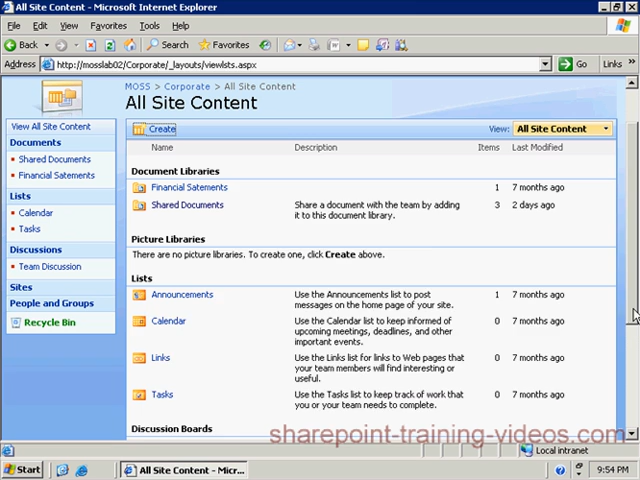 All Site Content - Microsoft Internet Explorer
File Edit View Favorites Tools Help
Back Search Favorites
Address http://mosslab02/Corporate/_layouts/viewlsts.aspx Go Links »
MOSS > Corporate > All Site Content
All Site Content
View All Site Content
Documents
Shared Documents
Financial Satements
Lists
Calendar
Tasks
Discussions
Team Discussion
Sites
People and Groups
Recycle Bin
Create View: All Site Content
Name Description Items Last Modified
Document Libraries
Financial Satements 1 7 months ago
Shared Documents Share a document with the team by adding 3 2 days ago
it to this document library.
Picture Libraries
There are no picture libraries. To create one, click Create above.
Lists
Announcements Use the Announcements list to post 1 7 months ago
messages on the home page of your site.
Calendar Use the Calendar list to keep informed of 0 7 months ago
upcoming meetings, deadlines, and other
important events.
Links Use the Links list for links to Web pages that 0 7 months ago
your team members will find interesting or
useful.
Tasks Use the Tasks list to keep track of work that 0 7 months ago
you or your team needs to complete.
Discussion Boards
sharepoint-training-videos.com
Local intranet
Start All Site Content - Micr... 9:54 PM